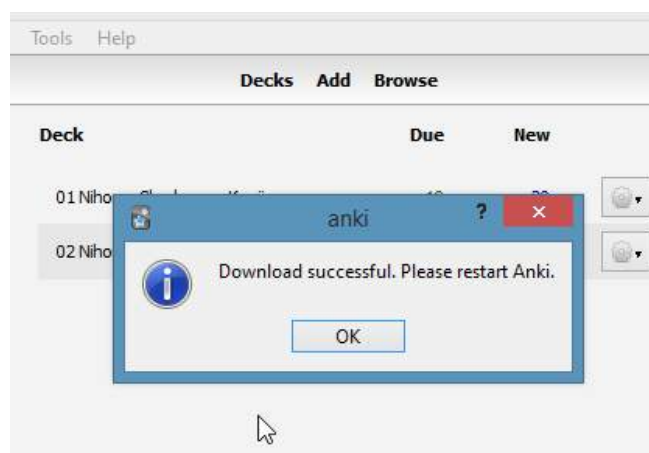 Tools Help
Decks Add Browse
Deck Due New
01 Niho
anki ?
02 Niho
Download successful. Please restart Anki.
OK